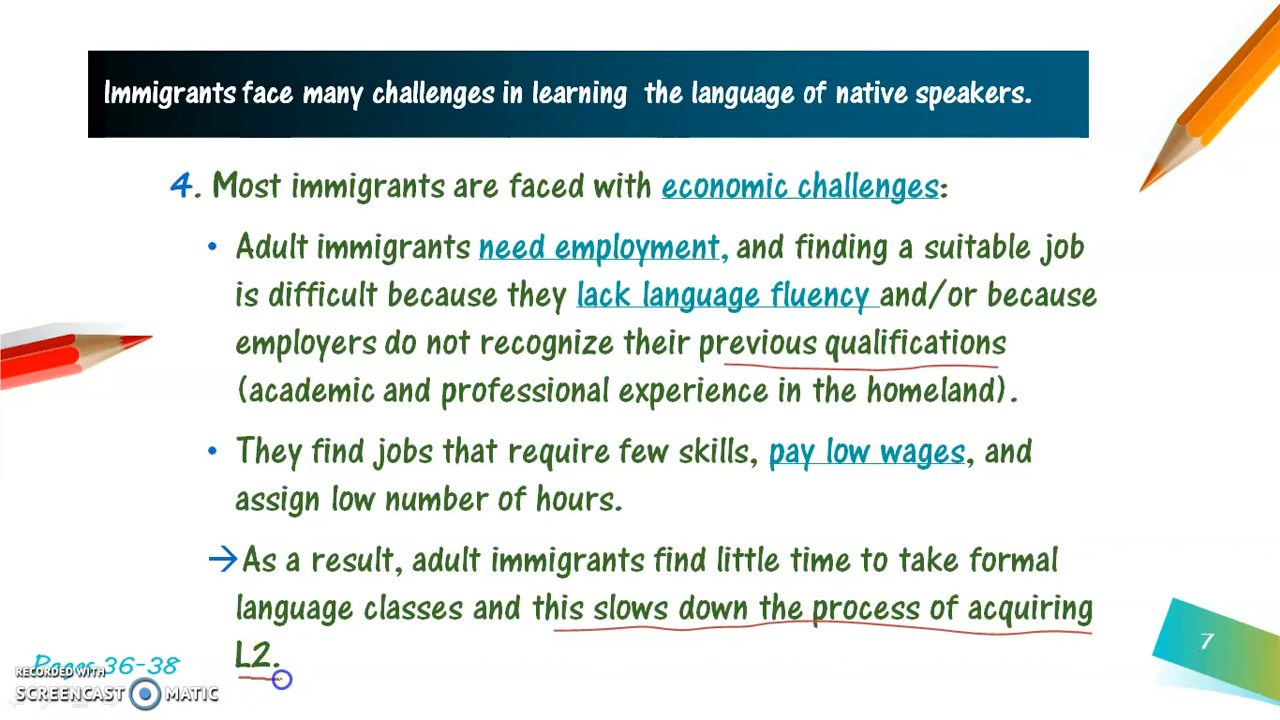 Immigrants face many challenges in learning the language of native speakers.
4. Most immigrants are faced with economic challenges:
• Adult immigrants need employment, and finding a suitable job
is difficult because they lack language fluency and/or because
employers do not recognize their previous qualifications
(academic and professional experience in the homeland).
• They find jobs that require few skills, pay low wages, and
assign low number of hours.
→As a result, adult immigrants find little time to take formal
language classes and this slows down the process of acquiring
L2.
7
Pages 36-38
RECORDED WITH
SCREENCAST MATIC